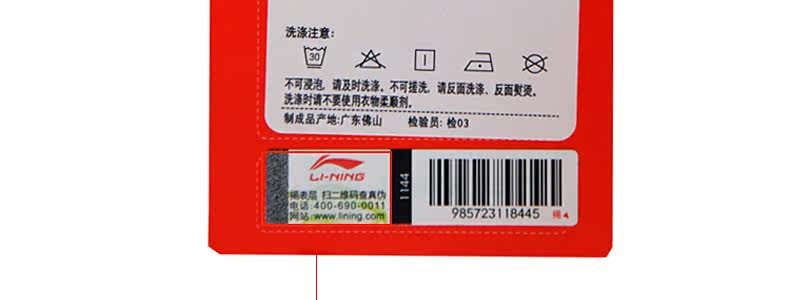 洗涤注意:
30
不可浸泡, 请及时洗涤。不可搓洗, 请反面洗涤、反面熨烫。
洗涤时请不要使用衣物柔顺剂。
制成品产地:广东佛山 检验员: 检03
LI-NING
揭表层 扫二维码查真伪
电话: 400-690-0011
网站: www.lining.com
1144
985723118445
揭